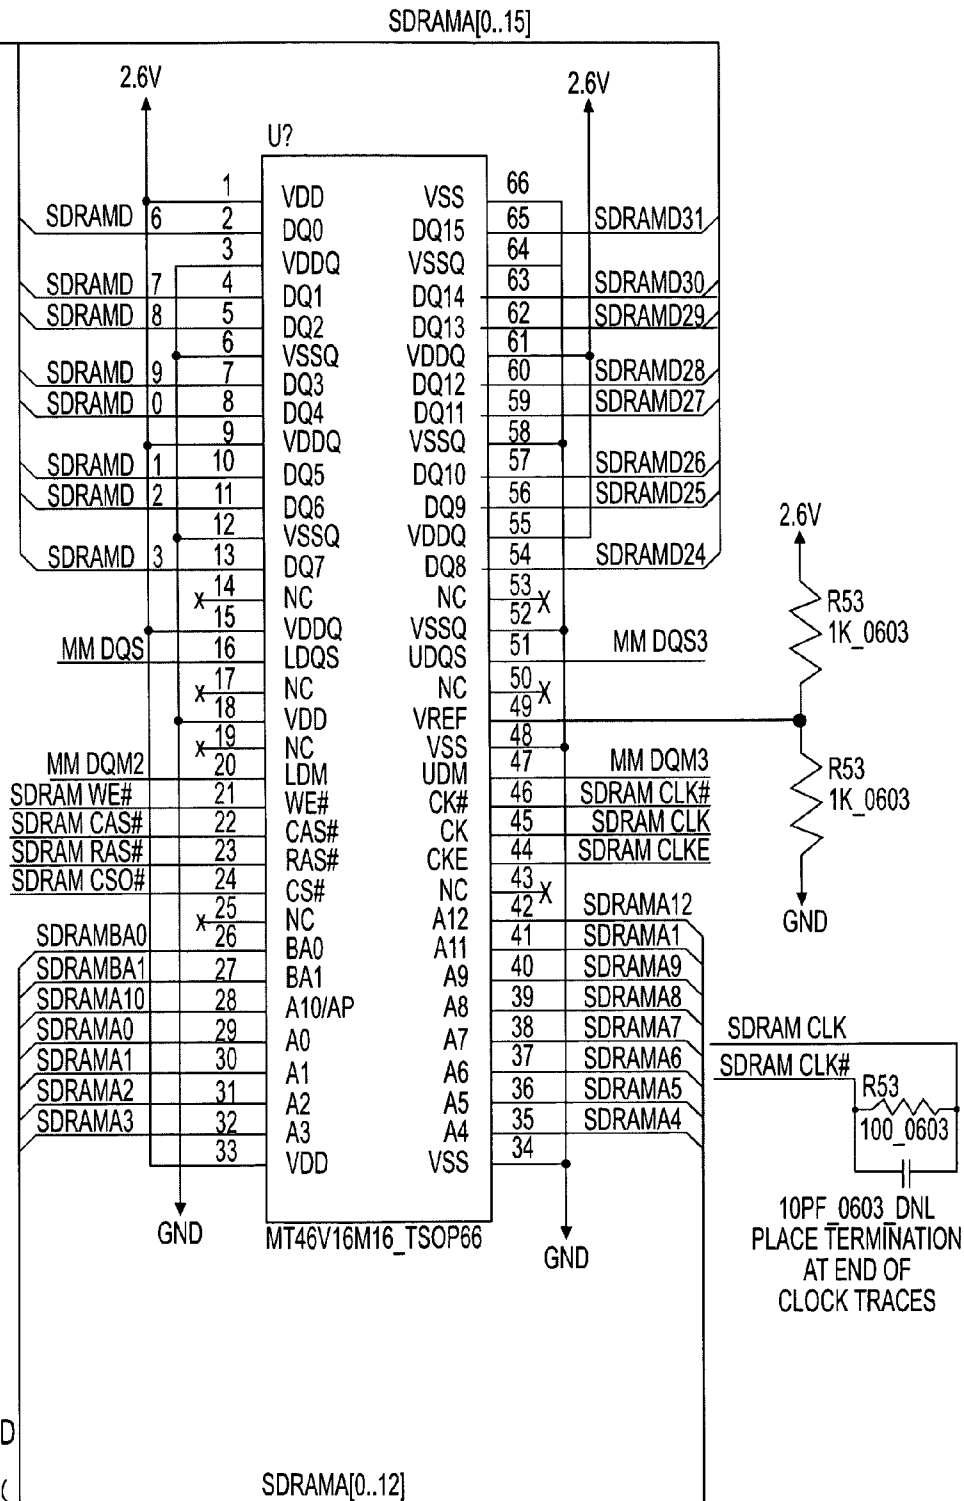 SDRAMA[0..15]
2.6V
2.6V
U?
1 VDD VSS 66
SDRAMD 6 2 DQ0 DQ15 65 SDRAMD31
3 VDDQ VSSQ 64
SDRAMD 7 4 DQ1 DQ14 63 SDRAMD30
SDRAMD 8 5 DQ2 DQ13 62 SDRAMD29
6 VSSQ VDDQ 61
SDRAMD 9 7 DQ3 DQ12 60 SDRAMD28
SDRAMD 0 8 DQ4 DQ11 59 SDRAMD27
9 VDDQ VSSQ 58
SDRAMD 1 10 DQ5 DQ10 57 SDRAMD26
SDRAMD 2 11 DQ6 DQ9 56 SDRAMD25
12 VSSQ VDDQ 55
SDRAMD 3 13 DQ7 DQ8 54 SDRAMD24
X 14 NC NC 53 X
15 VDDQ VSSQ 52
MM DQS 16 LDQS UDQS 51 MM DQS3
X 17 NC NC 50 X
18 VDD VREF 49
X 19 NC VSS 48
MM DQM2 20 LDM UDM 47 MM DQM3
SDRAM WE# 21 WE# CK# 46 SDRAM CLK#
SDRAM CAS# 22 CAS# CK 45 SDRAM CLK
SDRAM RAS# 23 RAS# CKE 44 SDRAM CLKE
SDRAM CSO# 24 CS# NC 43 X
X 25 NC A12 42 SDRAMA12
SDRAMBA0 26 BA0 A11 41 SDRAMA1
SDRAMBA1 27 BA1 A9 40 SDRAMA9
SDRAMA10 28 A10/AP A8 39 SDRAMA8
SDRAMA0 29 A0 A7 38 SDRAMA7
SDRAMA1 30 A1 A6 37 SDRAMA6
SDRAMA2 31 A2 A5 36 SDRAMA5
SDRAMA3 32 A3 A4 35 SDRAMA4
33 VDD VSS 34
GND
MT46V16M16_TSOP66
GND
2.6V
R53
1K_0603
R53
1K_0603
GND
SDRAM CLK
SDRAM CLK#
R53
100_0603
10PF_0603_DNL
PLACE TERMINATION
AT END OF
CLOCK TRACES
D
SDRAMA[0..12]